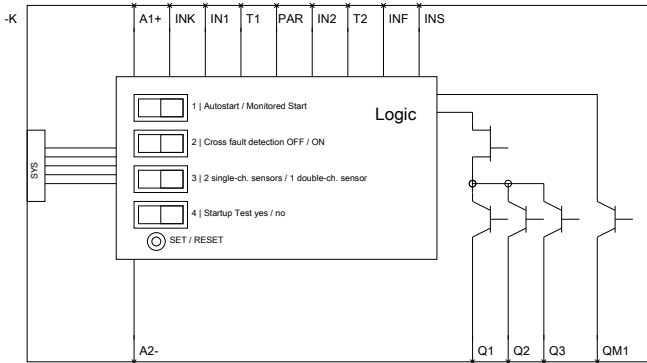 -K A1+ INK IN1 T1 PAR IN2 T2 INF INS
1 | Autostart / Monitored Start
Logic
2 | Cross fault detection OFF / ON
SYS
3 | 2 single-ch. sensors / 1 double-ch. sensor
4 | Startup Test yes / no
SET / RESET
A2- Q1 Q2 Q3 QM1